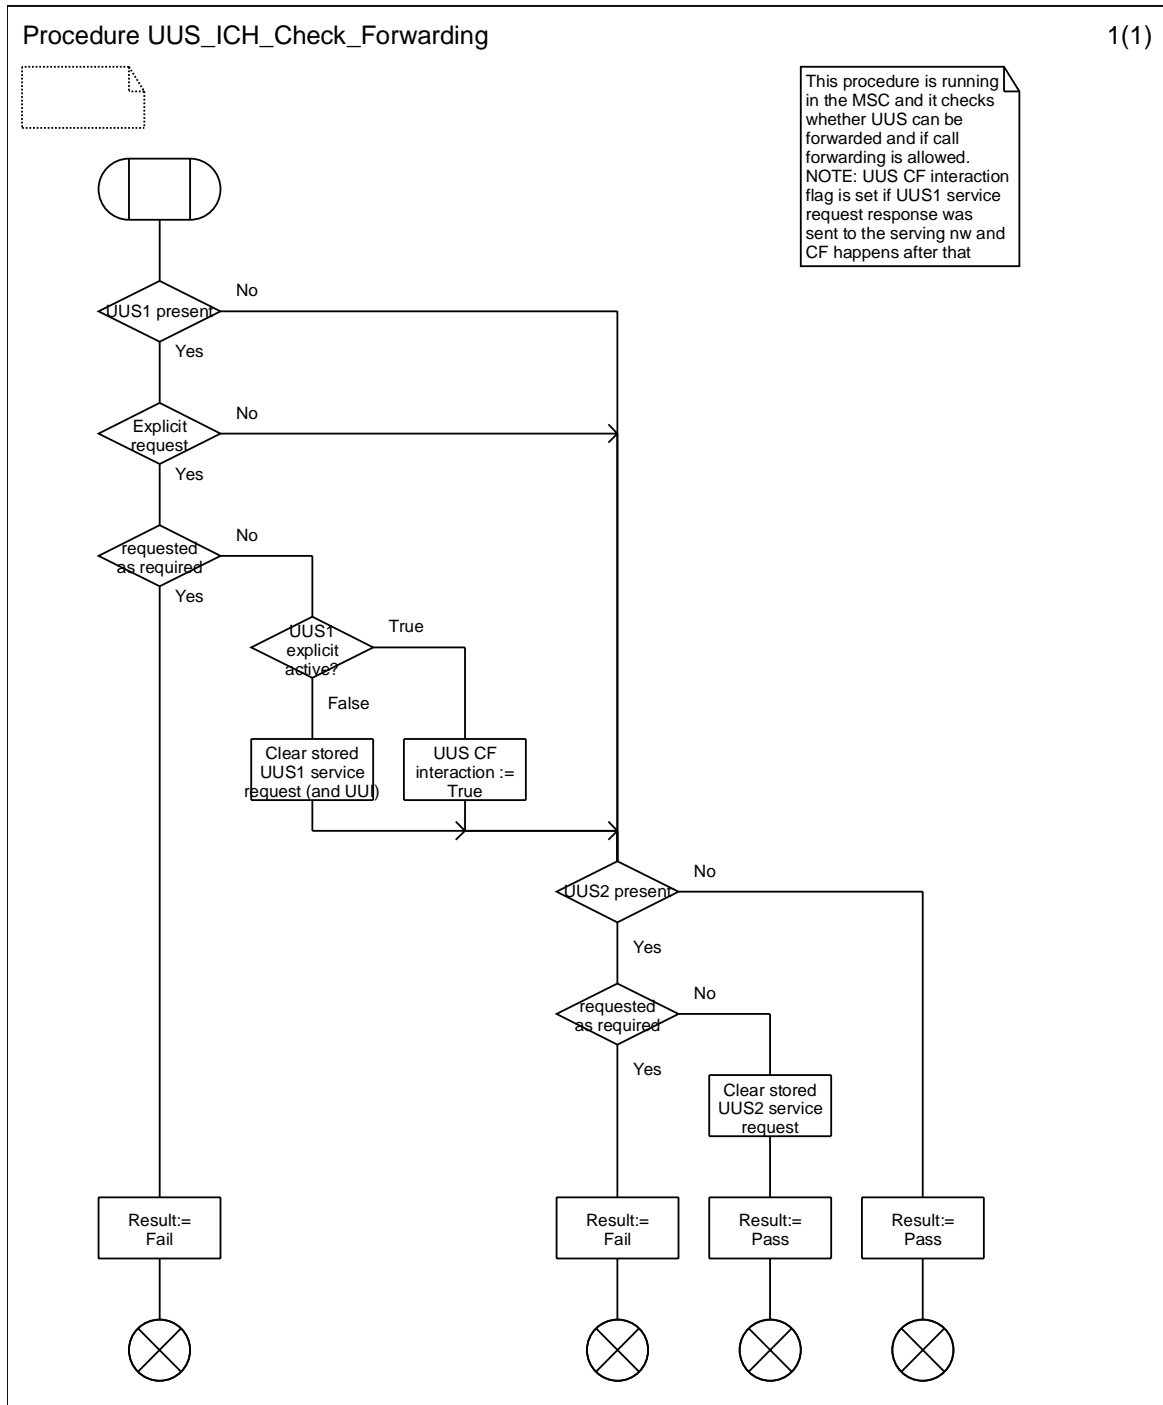 Procedure UUS_ICH_Check_Forwarding
1(1)
This procedure is running
in the MSC and it checks
whether UUS can be
forwarded and if call
forwarding is allowed.
NOTE: UUS CF interaction
flag is set if UUS1 service
request response was
sent to the serving nw and
CF happens after that
No
UUS1 present
Yes
No
Explicit
request
Yes
No
requested
as required
Yes
True
UUS1
explicit
active?
False
Clear stored
UUS1 service
request (and UUI)
UUS CF
interaction :=
True
No
UUS2 present
Yes
No
requested
as required
Yes
Clear stored
UUS2 service
request
Result:=
Fail
Result:=
Fail
Result:=
Pass
Result:=
Pass